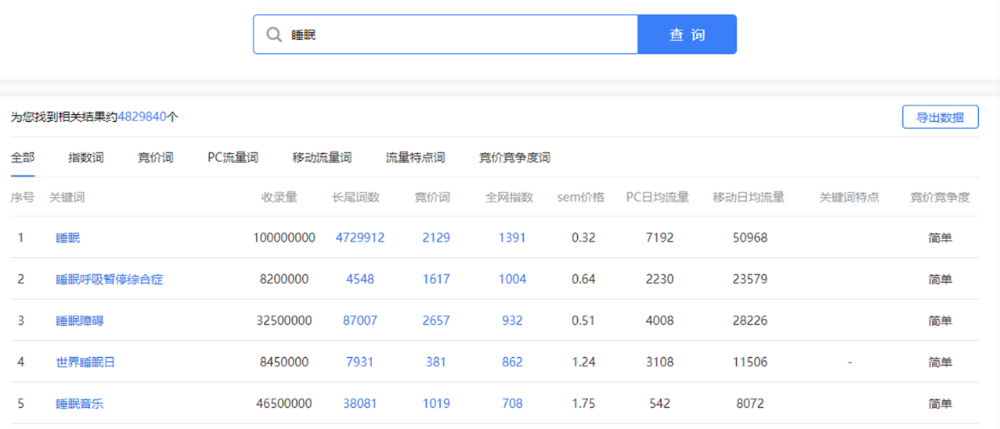 睡眠 查 询
为您找到相关结果约4829840个 导出数据
全部 指数词 竞价词 PC流量词 移动流量词 流量特点词 竞价竞争度词
序号 关键词 收录量 长尾词数 竞价词 全网指数 sem价格 PC日均流量 移动日均流量 关键词特点 竞价竞争度
1 睡眠 100000000 4729912 2129 1391 0.32 7192 50968 简单
2 睡眠呼吸暂停综合症 8200000 4548 1617 1004 0.64 2230 23579 简单
3 睡眠障碍 32500000 87007 2657 932 0.51 4008 28226 简单
4 世界睡眠日 8450000 7931 381 862 1.24 3108 11506 - 简单
5 睡眠音乐 46500000 38081 1019 708 1.75 542 8072 简单